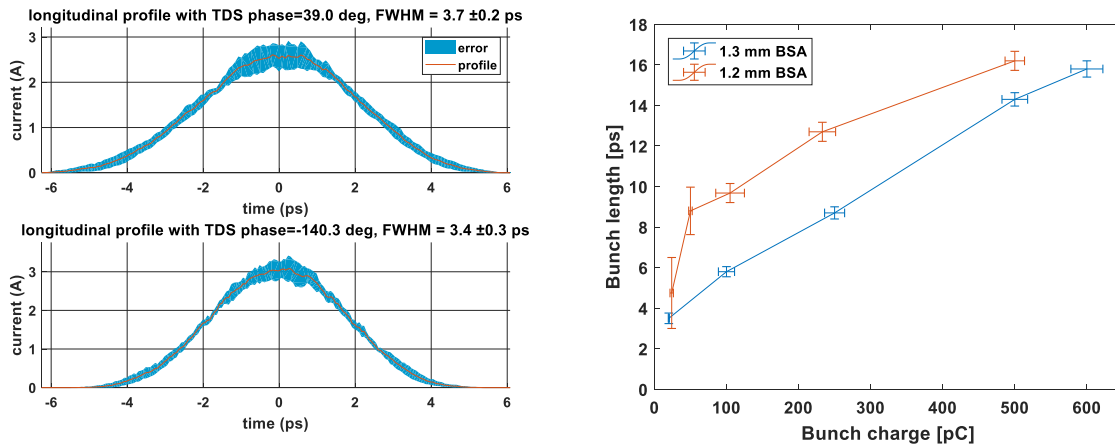 longitudinal profile with TDS phase=39.0 deg, FWHM = 3.7 ±0.2 ps
3
2
1
0
current (A)
error
profile
-6 -4 -2 0 2 4 6
time (ps)
longitudinal profile with TDS phase=-140.3 deg, FWHM = 3.4 ±0.3 ps
3
2
1
0
current (A)
-6 -4 -2 0 2 4 6
time (ps)
18
16
14
12
10
8
6
4
2
0
Bunch length [ps]
1.3 mm BSA
1.2 mm BSA
0 100 200 300 400 500 600
Bunch charge [pC]